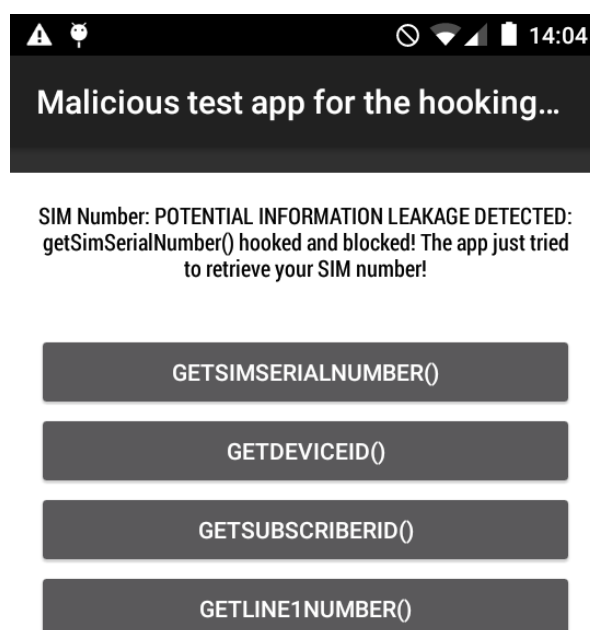 14:04
Malicious test app for the hooking...
SIM Number: POTENTIAL INFORMATION LEAKAGE DETECTED:
getSimSerialNumber() hooked and blocked! The app just tried
to retrieve your SIM number!
GETSIMSERIALNUMBER()
GETDEVICEID()
GETSUBSCRIBERID()
GETLINE1NUMBER()